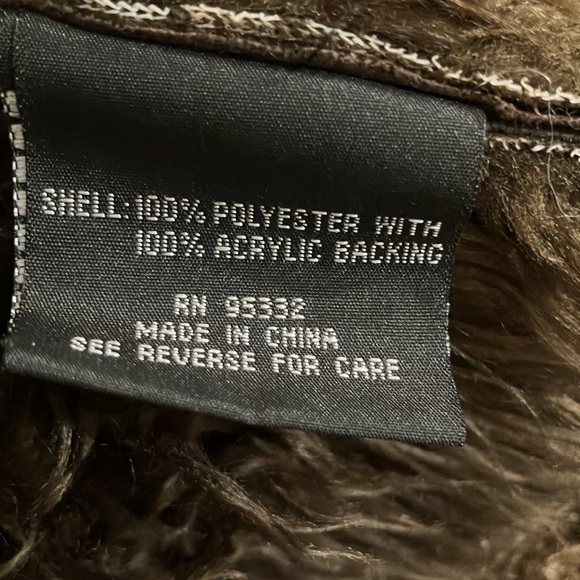 SHELL: 100% POLYESTER WITH
100% ACRYLIC BACKING
RN 95332
MADE IN CHINA
SEE REVERSE FOR CARE